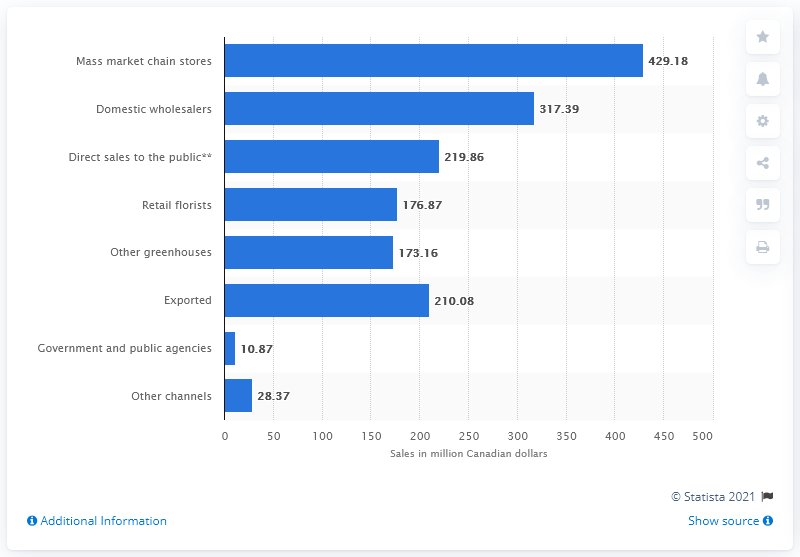 Mass market chain stores 429.18
Domestic wholesalers 317.39
Direct sales to the public** 219.86
Retail florists 176.87
Other greenhouses 173.16
Exported 210.08
Government and public agencies 10.87
Other channels 28.37
0 50 100 150 200 250 300 350 400 450 500
Sales in million Canadian dollars
© Statista 2021
Additional Information Show source